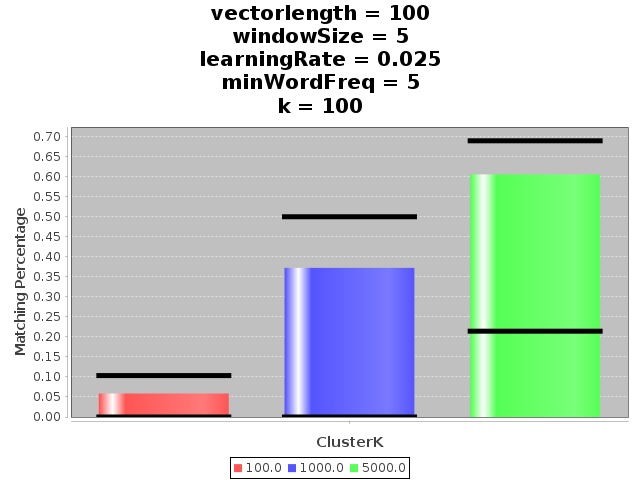 vectorlength = 100
windowSize = 5
learningRate = 0.025
minWordFreq = 5
k = 100
0.70
0.65
0.60
0.55
0.50
0.45
0.40
0.35
0.30
0.25
0.20
0.15
0.10
0.05
0.00
Matching Percentage
ClusterK
100.0 1000.0 5000.0